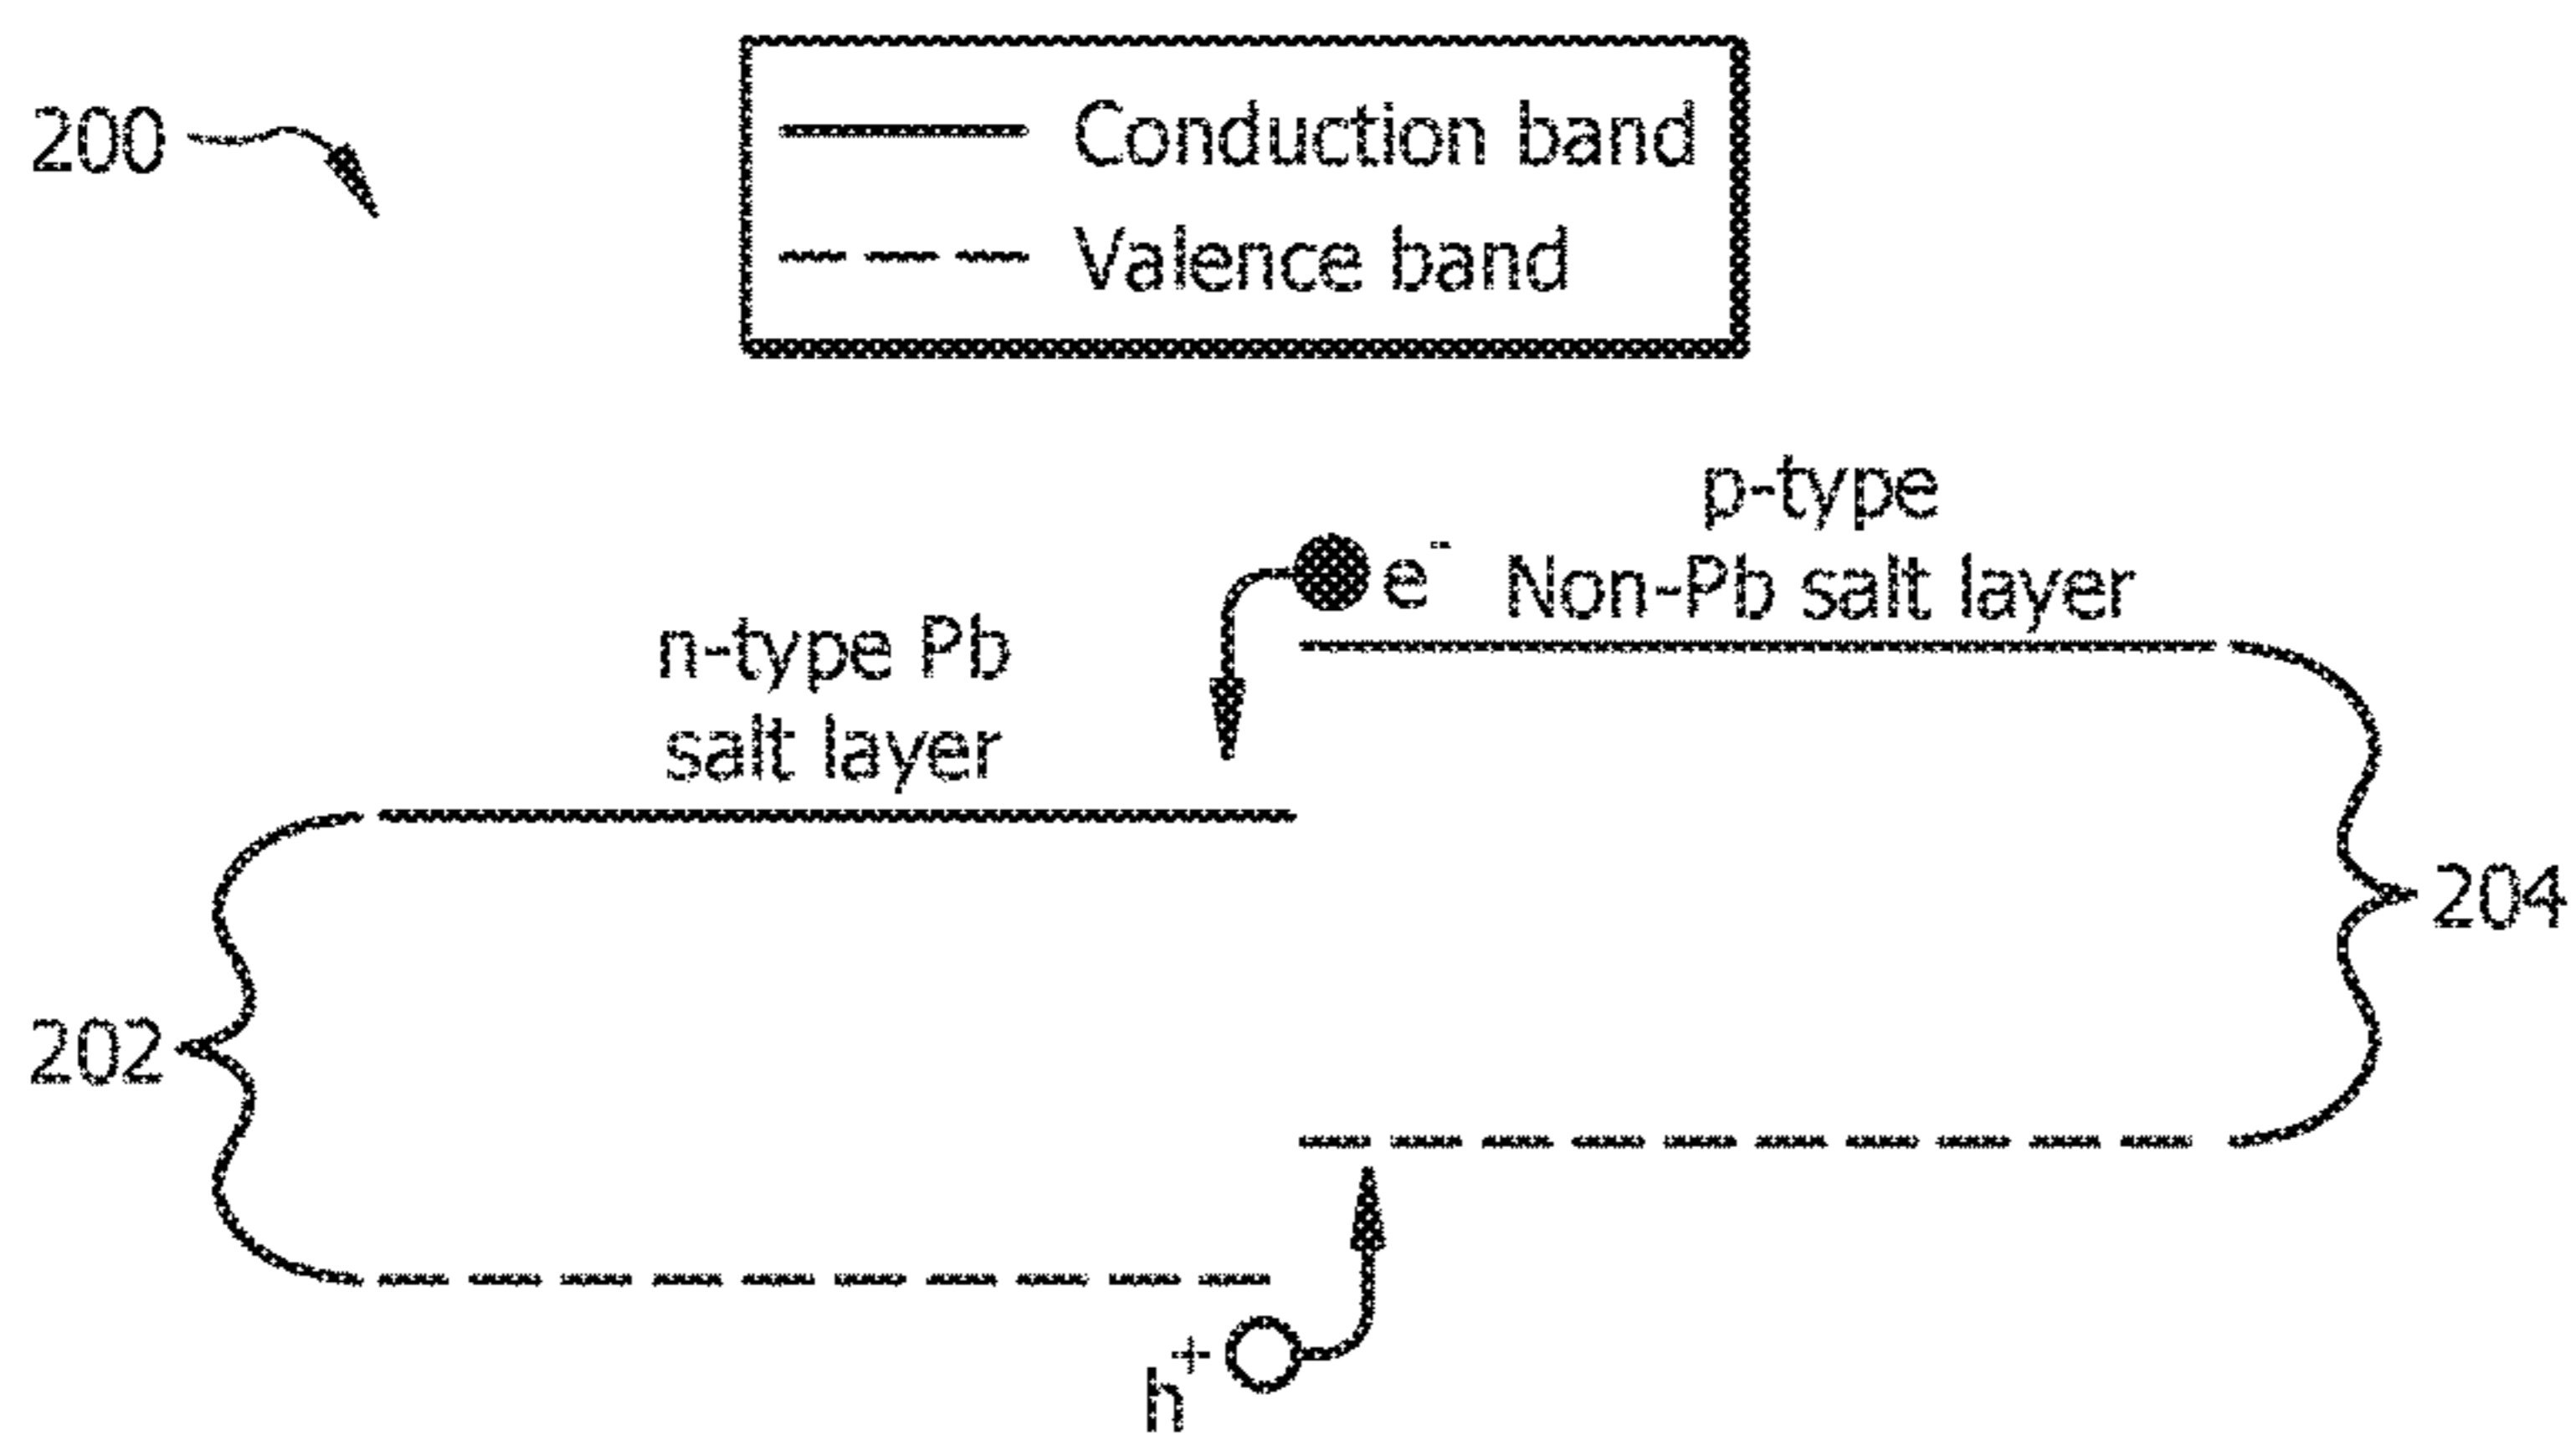 200
Conduction band
Valence band
p-type
e⁻ Non-Pb salt layer
n-type Pb
salt layer
204
202
h⁺